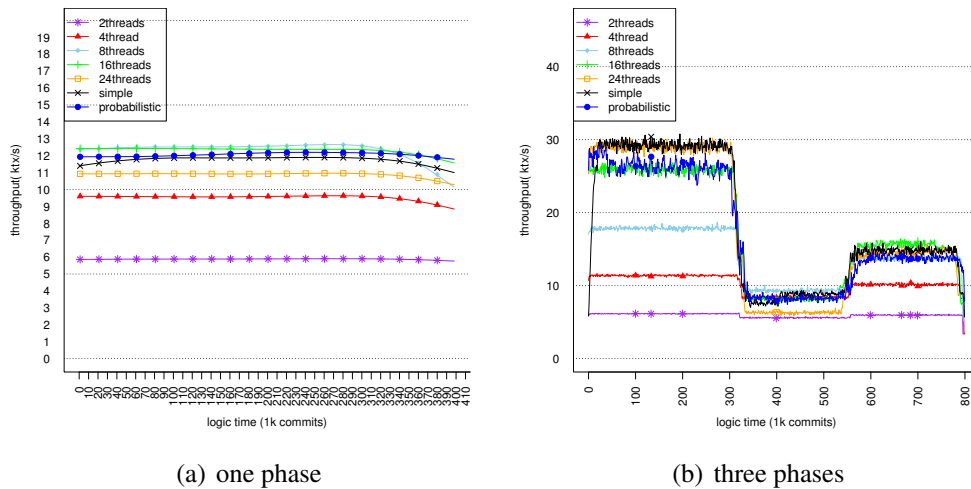 2threads
4thread
8threads
16threads
24threads
simple
probabilistic
throughput( ktx/s)
19
18
17
16
15
14
13
12
11
10
9
8
7
6
5
4
3
2
1
0
0 10 20 30 40 50 60 70 80 90 100 110 120 130 140 150 160 170 180 190 200 210 220 230 240 250 260 270 280 290 300 310 320 330 340 350 360 370 380 390 400 410
logic time (1k commits)
(a) one phase
2threads
4thread
8threads
16threads
24threads
simple
probabilistic
throughput( ktx/s)
40
30
20
10
0
0 100 200 300 400 500 600 700 800
logic time (1k commits)
(b) three phases